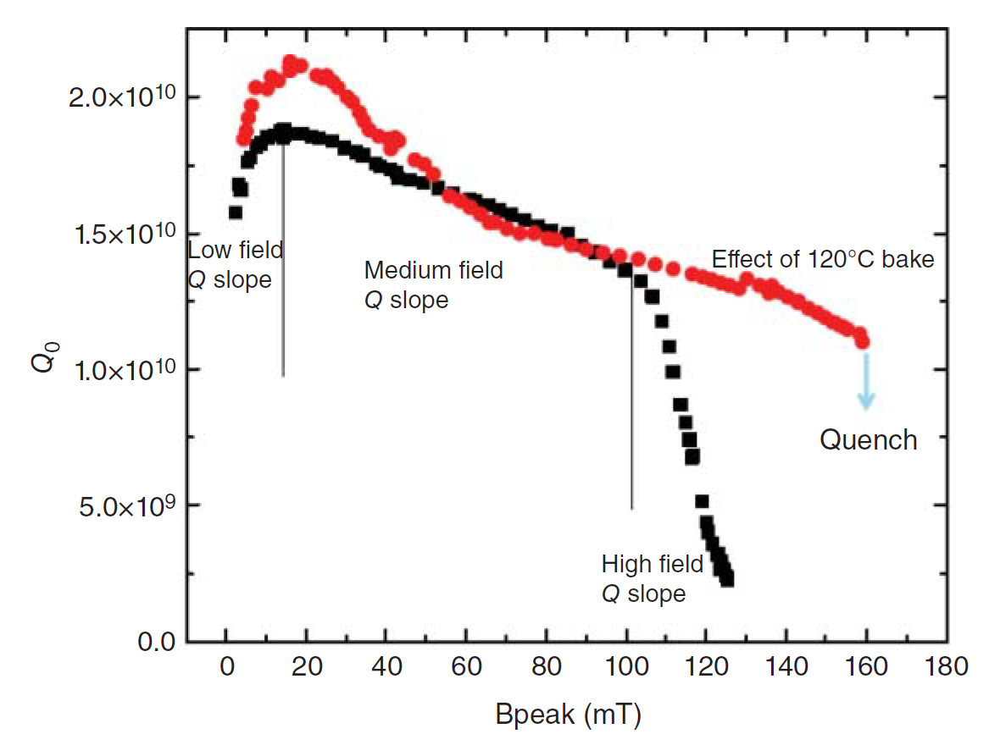 2.0×10¹⁰
1.5×10¹⁰
1.0×10¹⁰
5.0×10⁹
0.0
Q₀
Low field
Q slope
Medium field
Q slope
Effect of 120°C bake
Quench
High field
Q slope
0 20 40 60 80 100 120 140 160 180
Bpeak (mT)